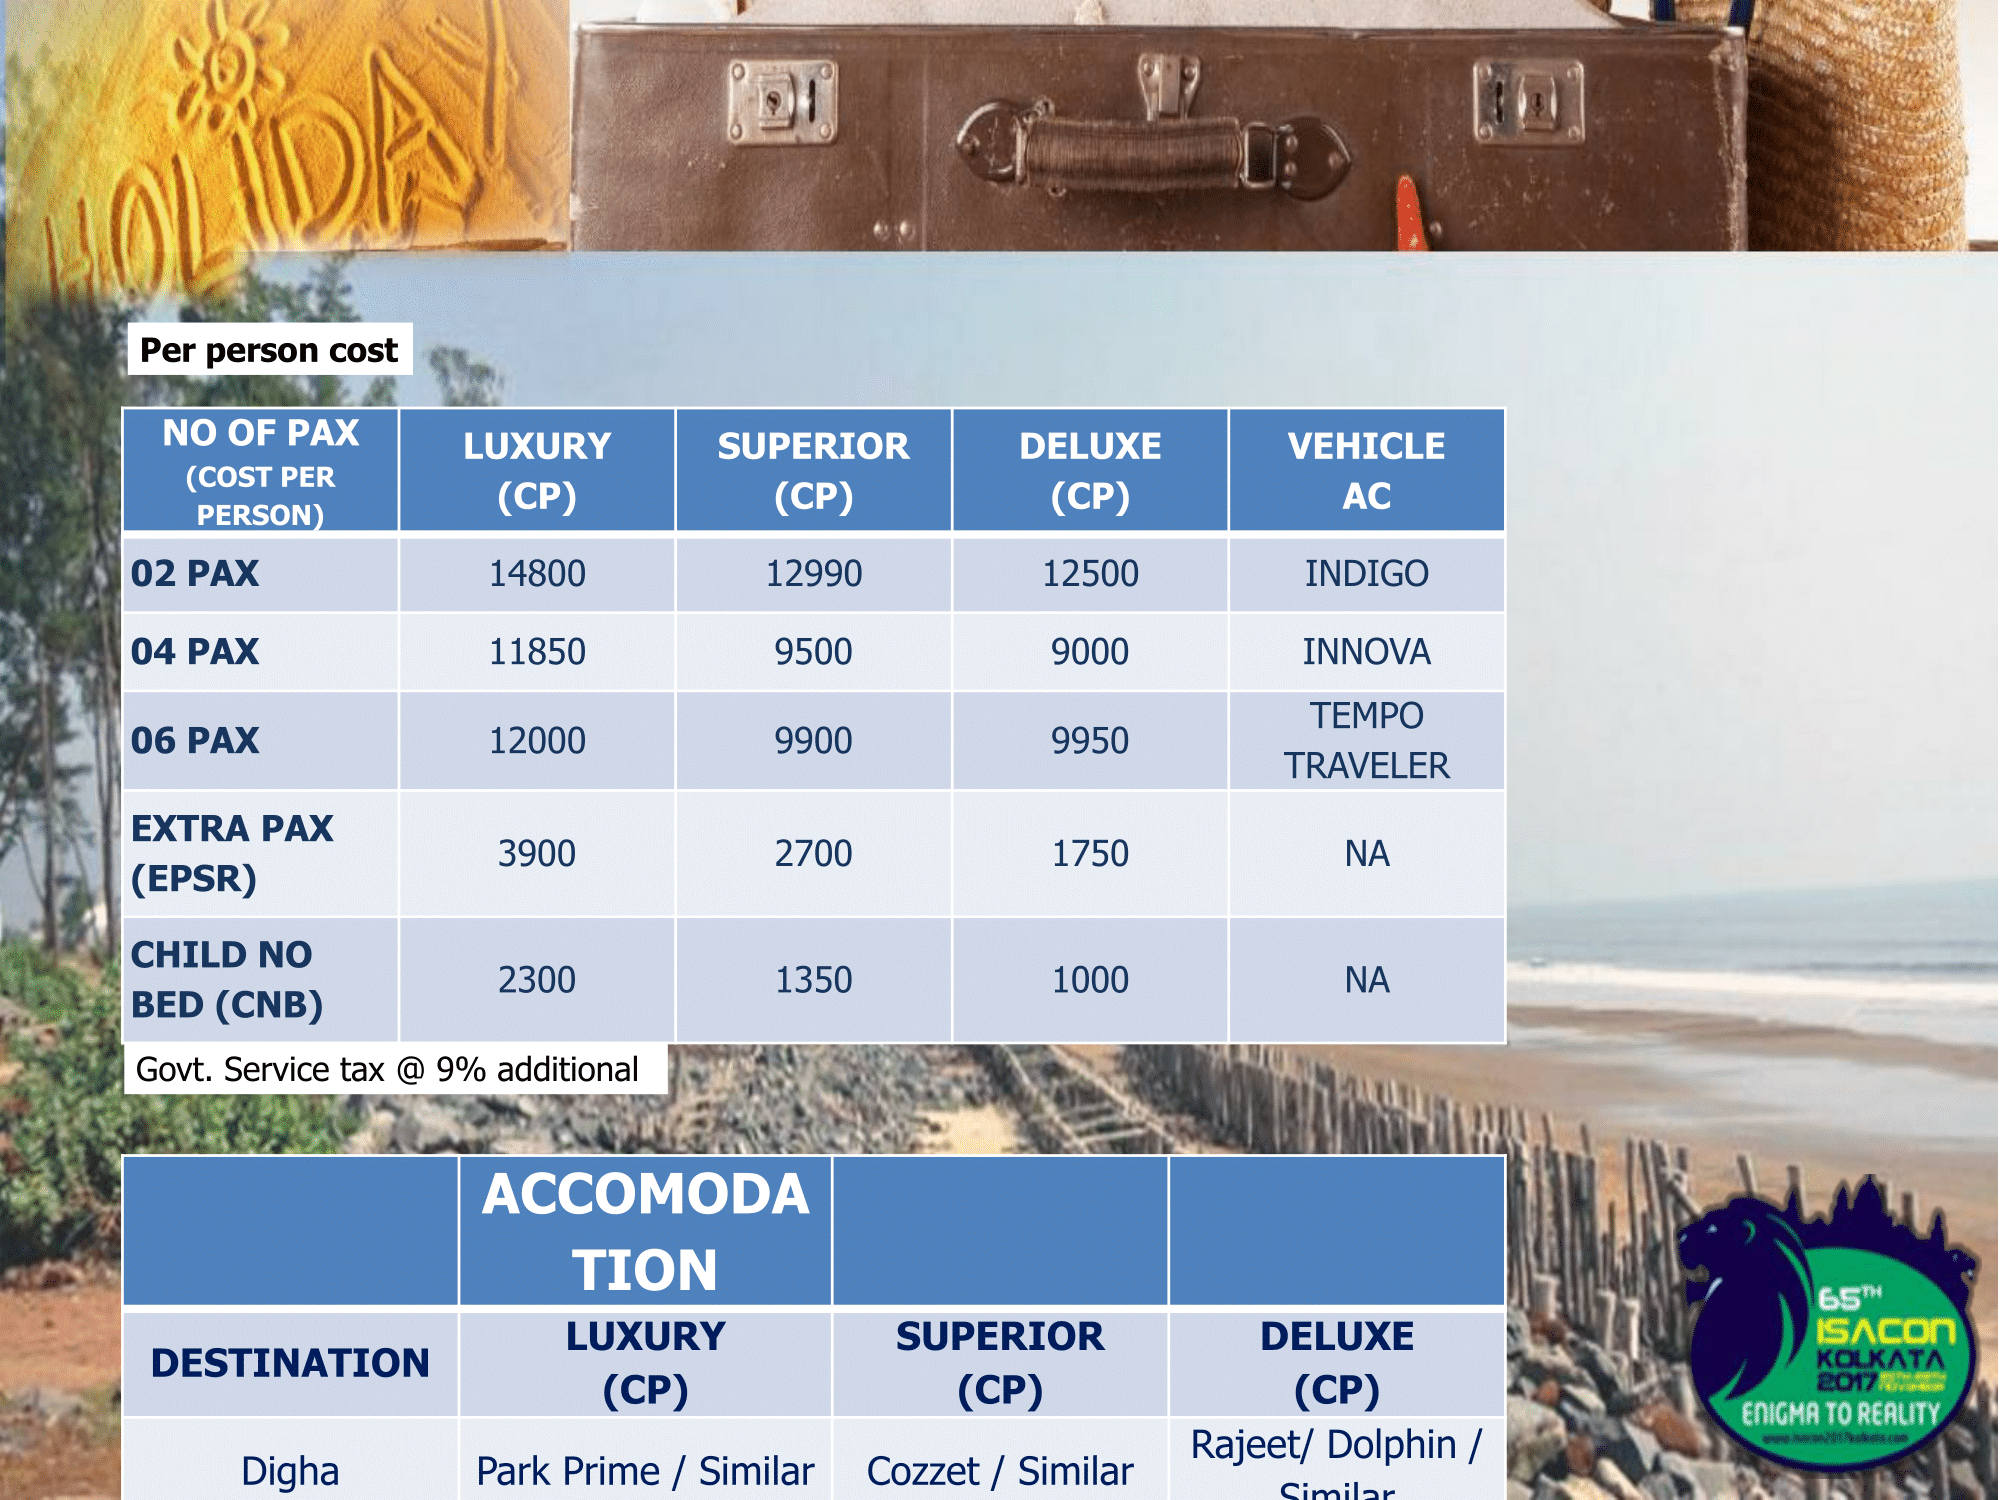 HOLIDAY
Per person cost
NO OF PAX
(COST PER
PERSON)
LUXURY
(CP)
SUPERIOR
(CP)
DELUXE
(CP)
VEHICLE
AC
02 PAX
14800
12990
12500
INDIGO
04 PAX
11850
9500
9000
INNOVA
06 PAX
12000
9900
9950
TEMPO
TRAVELER
EXTRA PAX
(EPSR)
3900
2700
1750
NA
CHILD NO
BED (CNB)
2300
1350
1000
NA
Govt. Service tax @ 9% additional
ACCOMODA
TION
DESTINATION
LUXURY
(CP)
SUPERIOR
(CP)
DELUXE
(CP)
Digha
Park Prime / Similar
Cozzet / Similar
Rajeet/ Dolphin /
Similar
65TH
ISACON
KOLKATA
2017
ENIGMA TO REALITY